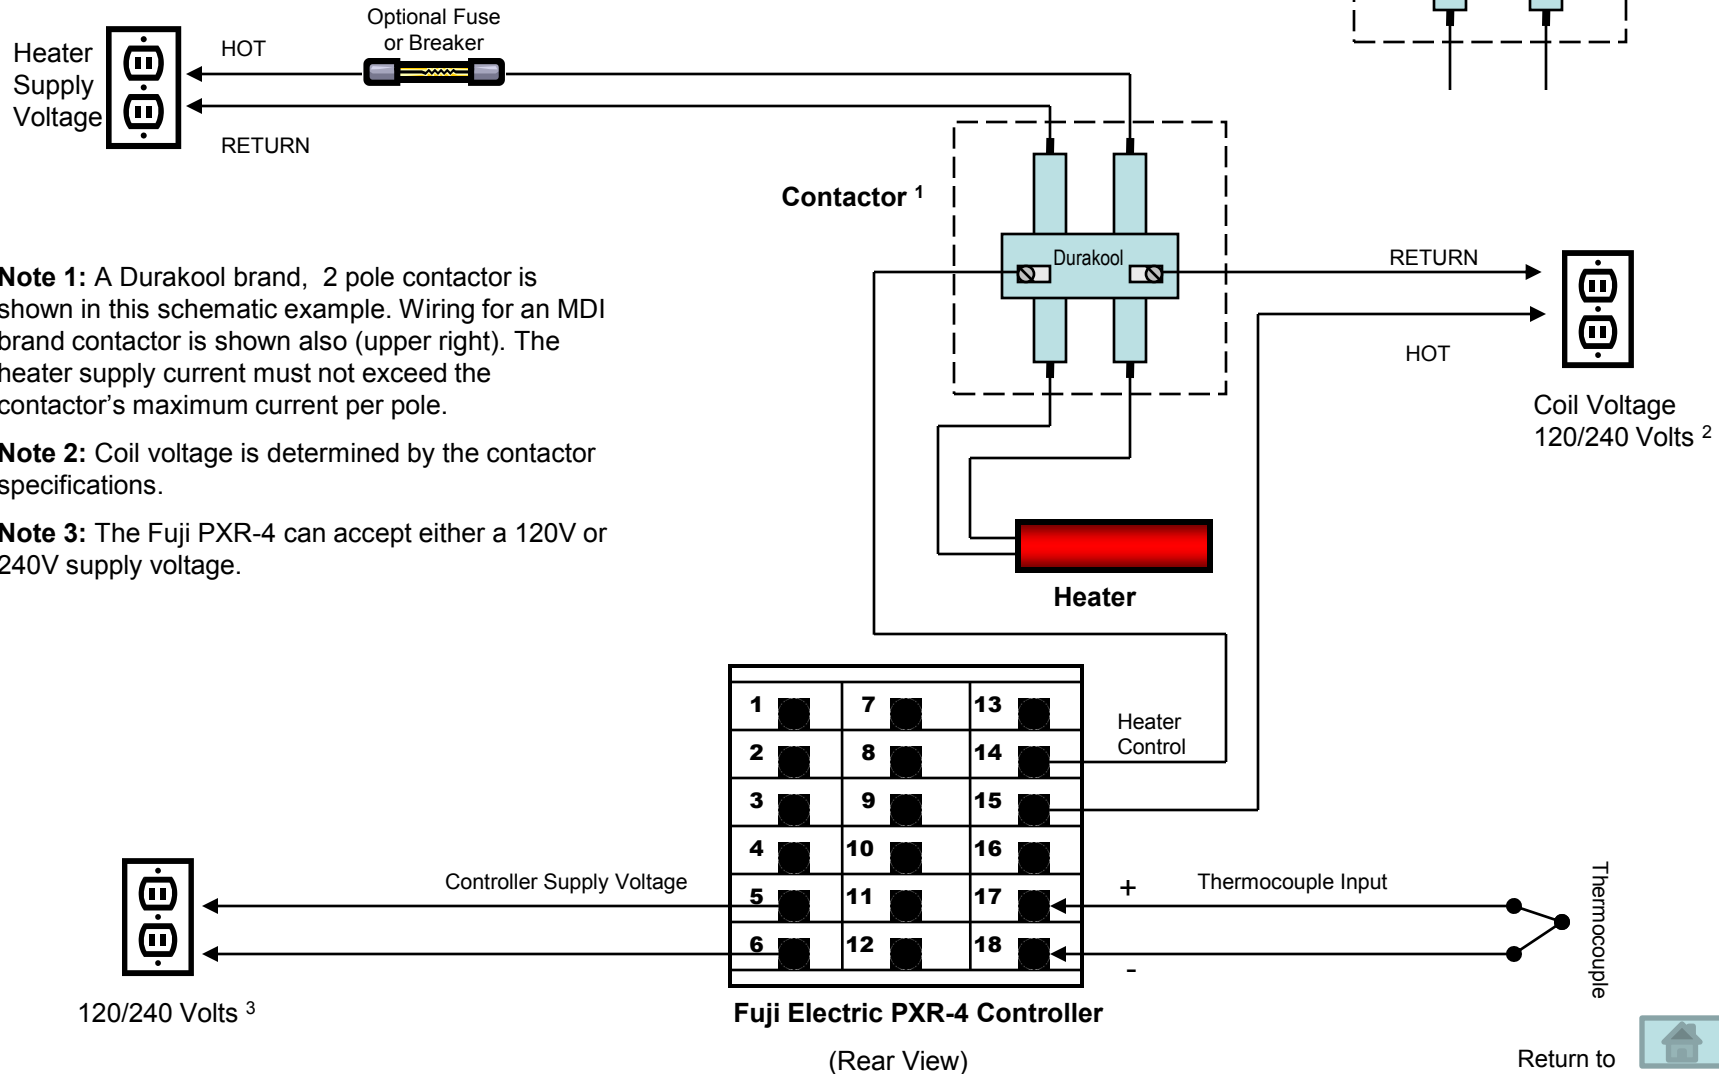 Optional Fuse
or Breaker
Heater
Supply
Voltage
HOT
RETURN
Contactor 1
Durakool
RETURN
HOT
Coil Voltage
120/240 Volts 2
Note 1: A Durakool brand, 2 pole contactor is
shown in this schematic example. Wiring for an MDI
brand contactor is shown also (upper right). The
heater supply current must not exceed the
contactor’s maximum current per pole.
Note 2: Coil voltage is determined by the contactor
specifications.
Note 3: The Fuji PXR-4 can accept either a 120V or
240V supply voltage.
Heater
1 7 13
2 8 14
3 9 15
4 10 16
5 11 17
6 12 18
Heater
Control
Controller Supply Voltage
+
Thermocouple Input
-
Thermocouple
120/240 Volts 3
Fuji Electric PXR-4 Controller
(Rear View)
Return to